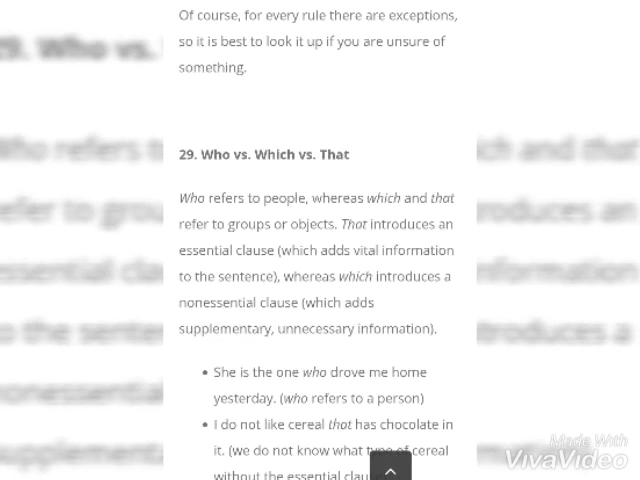 Of course, for every rule there are exceptions,
so it is best to look it up if you are unsure of
something.
29. Who vs. Which vs. That
Who refers to people, whereas which and that
refer to groups or objects. That introduces an
essential clause (which adds vital information
to the sentence), whereas which introduces a
nonessential clause (which adds
supplementary, unnecessary information).
She is the one who drove me home
yesterday. (who refers to a person)
I do not like cereal that has chocolate in
it. (we do not know what type of cereal
without the essential
Made With
VivaVideo